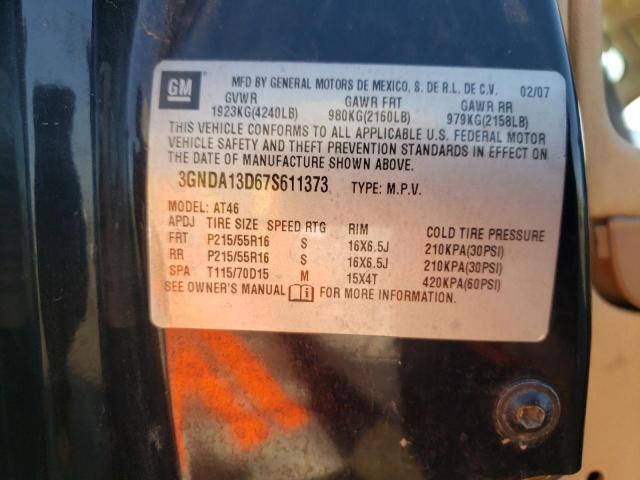 GM
MFD BY GENERAL MOTORS DE MEXICO, S. DE R.L. DE C.V. 02/07
GVWR GAWR FRT GAWR RR
1923KG(4240LB) 980KG(2160LB) 979KG(2158LB)
THIS VEHICLE CONFORMS TO ALL APPLICABLE U.S. FEDERAL MOTOR
VEHICLE SAFETY AND THEFT PREVENTION STANDARDS IN EFFECT ON
THE DATE OF MANUFACTURE SHOWN ABOVE.
3GNDA13D67S611373 TYPE: M.P.V.
MODEL: AT46
APDJ TIRE SIZE SPEED RTG RIM COLD TIRE PRESSURE
FRT P215/55R16 S 16X6.5J 210KPA(30PSI)
RR P215/55R16 S 16X6.5J 210KPA(30PSI)
SPA T115/70D15 M 15X4T 420KPA(60PSI)
SEE OWNER'S MANUAL FOR MORE INFORMATION.